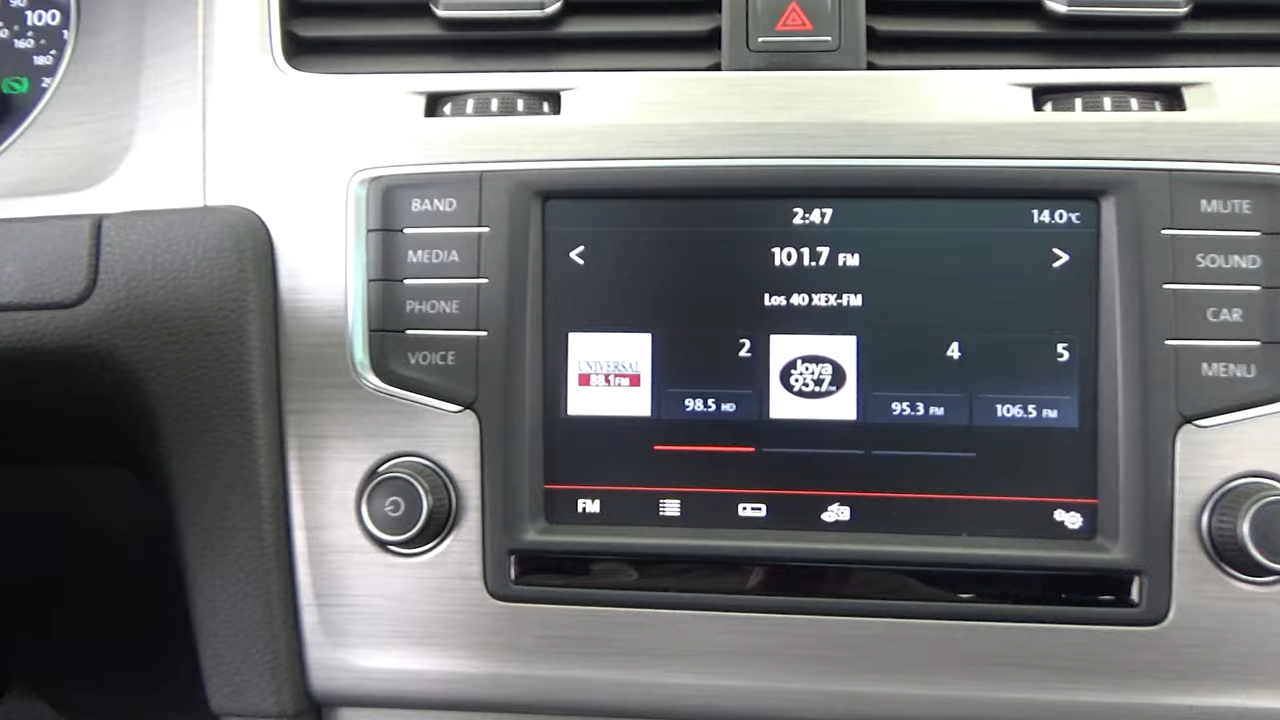 100
160
180
BAND
MEDIA
PHONE
VOICE
2:47
14.0°C
< 101.7 FM >
Los 40 XEX-FM
UNIVERSAL
88.1FM
2
98.5 HD
Joya
93.7
4
95.3 FM
5
106.5 FM
FM
MUTE
SOUND
CAR
MENU